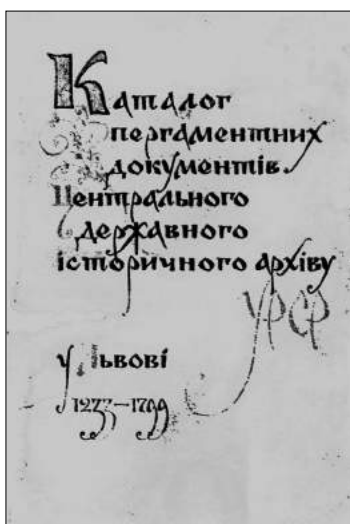 Каталог
пергаментних
документів
Центрального
державного
історичного архіву
УРСР
у Львові
1233—1799